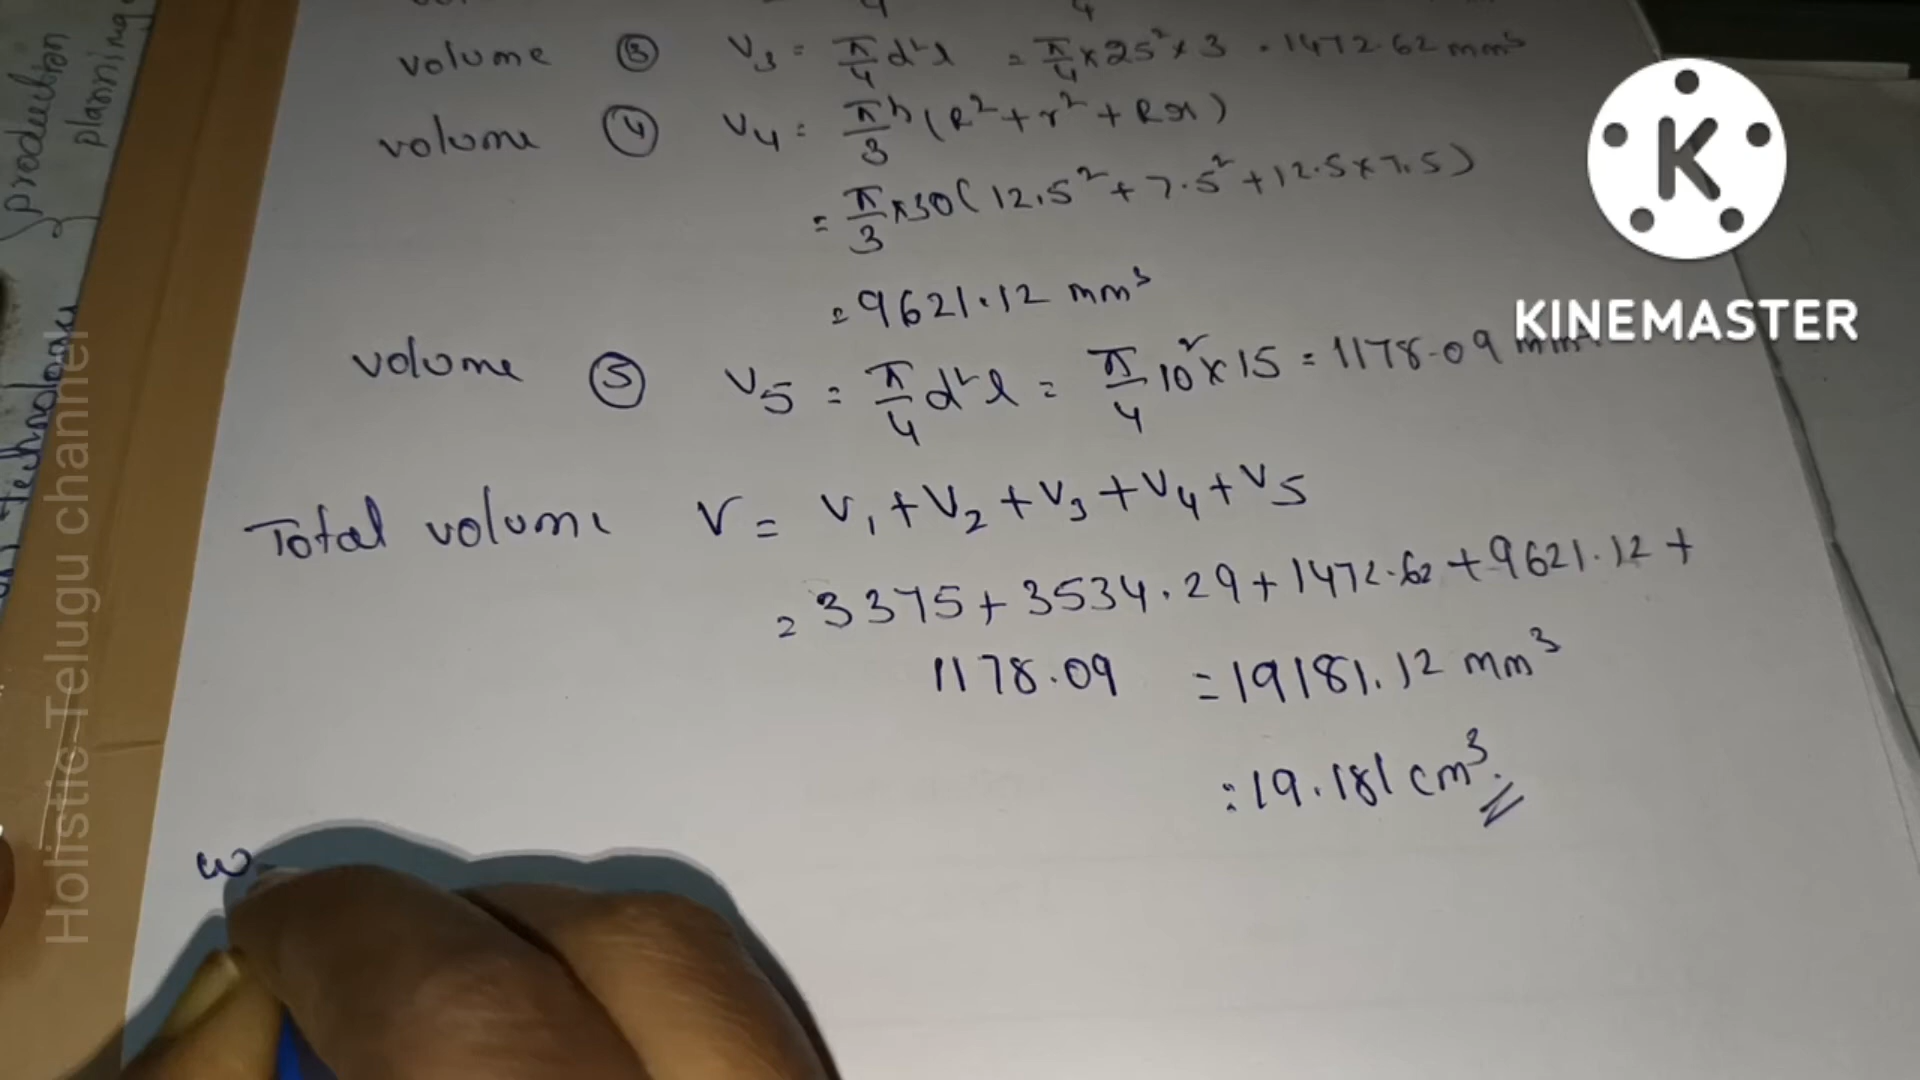 volume ③ V₃ = π/4 d²l = π/4 × 25² × 3 = 1472.62 mm³
volume ④ V₄ = πh/3 (R² + r² + Rr)
= π/3 × 30 ( 12.5² + 7.5² + 12.5 × 7.5 )
= 9621.12 mm³
volume ⑤ V₅ = π/4 d²l = π/4 10² × 15 = 1178.09 mm³
Total volume V = V₁ + V₂ + V₃ + V₄ + V₅
= 3375 + 3534.29 + 1472.62 + 9621.12 +
1178.09 = 19181.12 mm³
= 19.181 cm³
w
production
planning
technology
Holistic Telugu channel
K
KINEMASTER